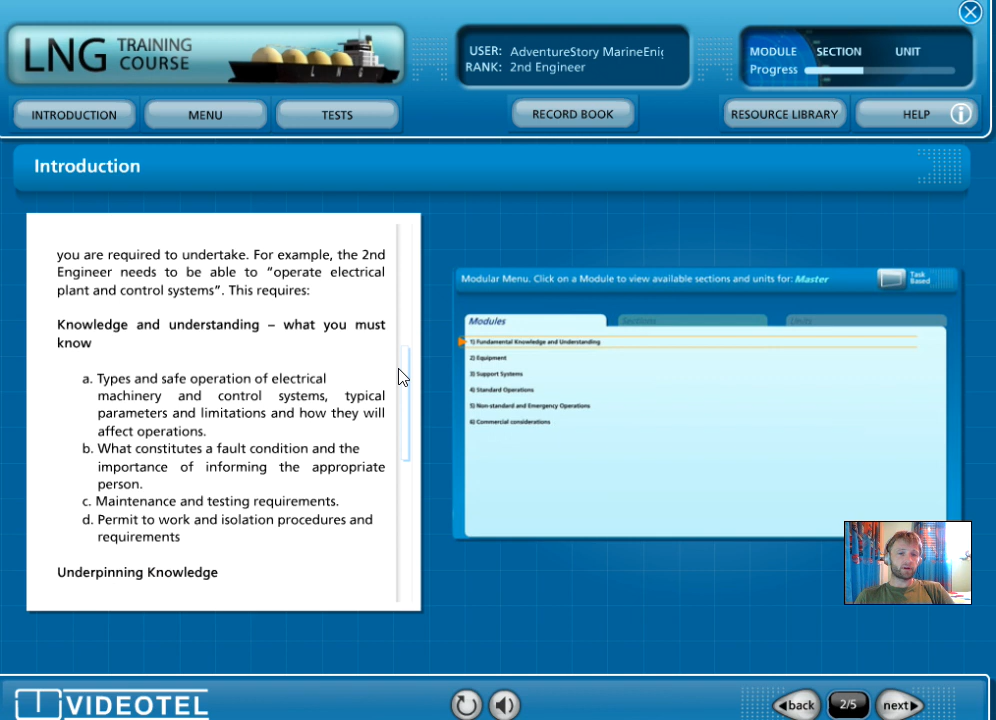 LNG TRAINING COURSE
L N G
USER: AdventureStory MarineEni
RANK: 2nd Engineer
MODULE SECTION UNIT
Progress
INTRODUCTION MENU TESTS RECORD BOOK RESOURCE LIBRARY HELP i
Introduction
you are required to undertake. For example, the 2nd
Engineer needs to be able to “operate electrical
plant and control systems”. This requires:
Knowledge and understanding – what you must
know
a. Types and safe operation of electrical
machinery and control systems, typical
parameters and limitations and how they will
affect operations.
b. What constitutes a fault condition and the
importance of informing the appropriate
person.
c. Maintenance and testing requirements.
d. Permit to work and isolation procedures and
requirements
Underpinning Knowledge
Modular Menu. Click on a Module to view available sections and units for: Master
Task
Based
Modules Sections Units
1) Fundamental Knowledge and Understanding
2) Equipment
3) Support Systems
4) Standard Operations
5) Non-standard and Emergency Operations
6) Commercial considerations
VIDEOTEL
back 2/5 next